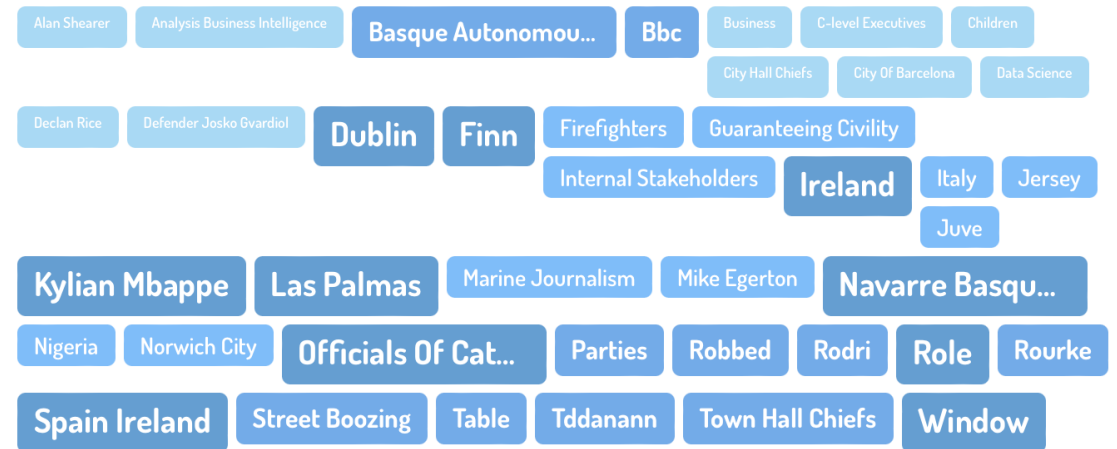 Alan Shearer
Analysis Business Intelligence
Basque Autonomou...
Bbc
Business
C-level Executives
Children
City Hall Chiefs
City Of Barcelona
Data Science
Declan Rice
Defender Josko Gvardiol
Dublin
Finn
Firefighters
Guaranteeing Civility
Internal Stakeholders
Ireland
Italy
Jersey
Juve
Kylian Mbappe
Las Palmas
Marine Journalism
Mike Egerton
Navarre Basqu...
Nigeria
Norwich City
Officials Of Cat...
Parties
Robbed
Rodri
Role
Rourke
Spain Ireland
Street Boozing
Table
Tddanann
Town Hall Chiefs
Window